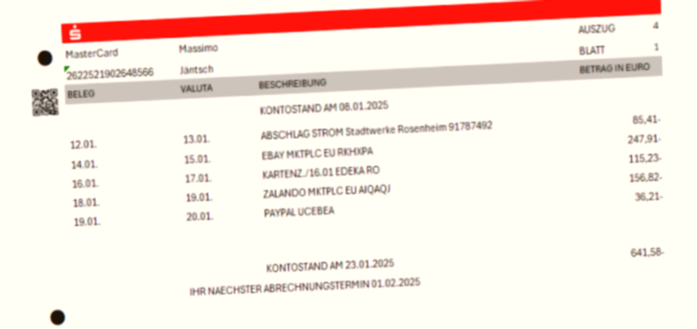 MasterCard Massimo AUSZUG 4
2622521902648566 Jäntsch BLATT 1
BELEG VALUTA BESCHREIBUNG BETRAG IN EURO
KONTOSTAND AM 08.01.2025
12.01. 13.01. ABSCHLAG STROM Stadtwerke Rosenheim 91787492 85,41-
14.01. 15.01. EBAY MKTPLC EU RKHXPA 247,91-
16.01. 17.01. KARTENZ./16.01 EDEKA RO 115,23-
18.01. 19.01. ZALANDO MKTPLC EU AIQAQJ 156,82-
19.01. 20.01. PAYPAL UCEBEA 36,21-
KONTOSTAND AM 23.01.2025 641,58-
IHR NAECHSTER ABRECHNUNGSTERMIN 01.02.2025